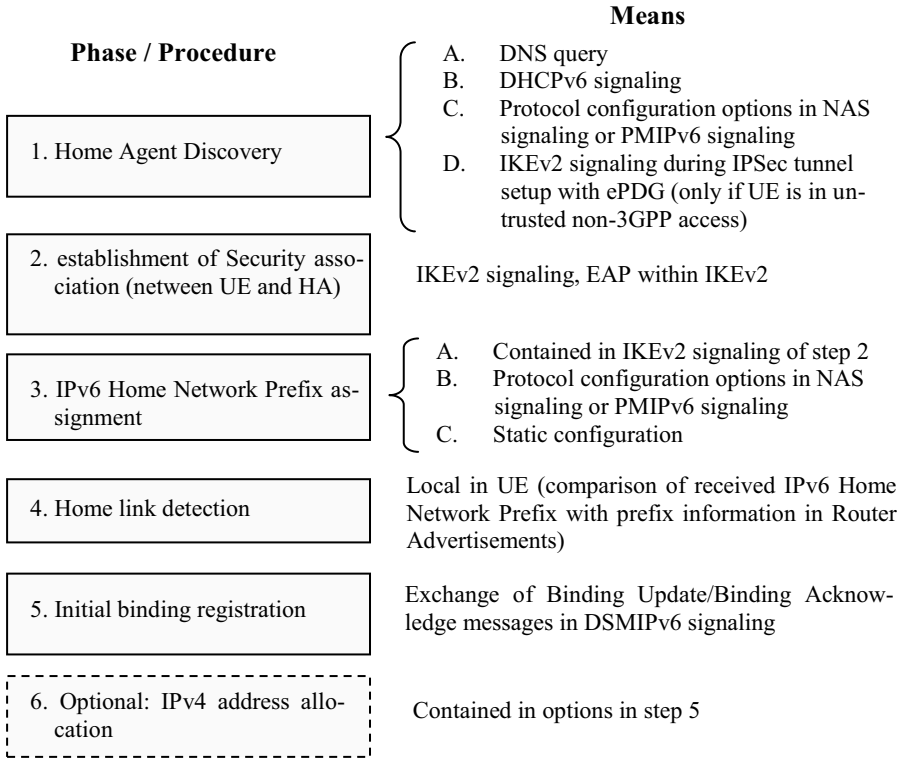 Means
Phase / Procedure
A. DNS query
B. DHCPv6 signaling
C. Protocol configuration options in NAS
signaling or PMIPv6 signaling
D. IKEv2 signaling during IPSec tunnel
setup with ePDG (only if UE is in un-
trusted non-3GPP access)
1. Home Agent Discovery
2. establishment of Security asso-
ciation (netween UE and HA)
IKEv2 signaling, EAP within IKEv2
3. IPv6 Home Network Prefix as-
signment
A. Contained in IKEv2 signaling of step 2
B. Protocol configuration options in NAS
signaling or PMIPv6 signaling
C. Static configuration
4. Home link detection
Local in UE (comparison of received IPv6 Home
Network Prefix with prefix information in Router
Advertisements)
5. Initial binding registration
Exchange of Binding Update/Binding Acknow-
ledge messages in DSMIPv6 signaling
6. Optional: IPv4 address allo-
cation
Contained in options in step 5